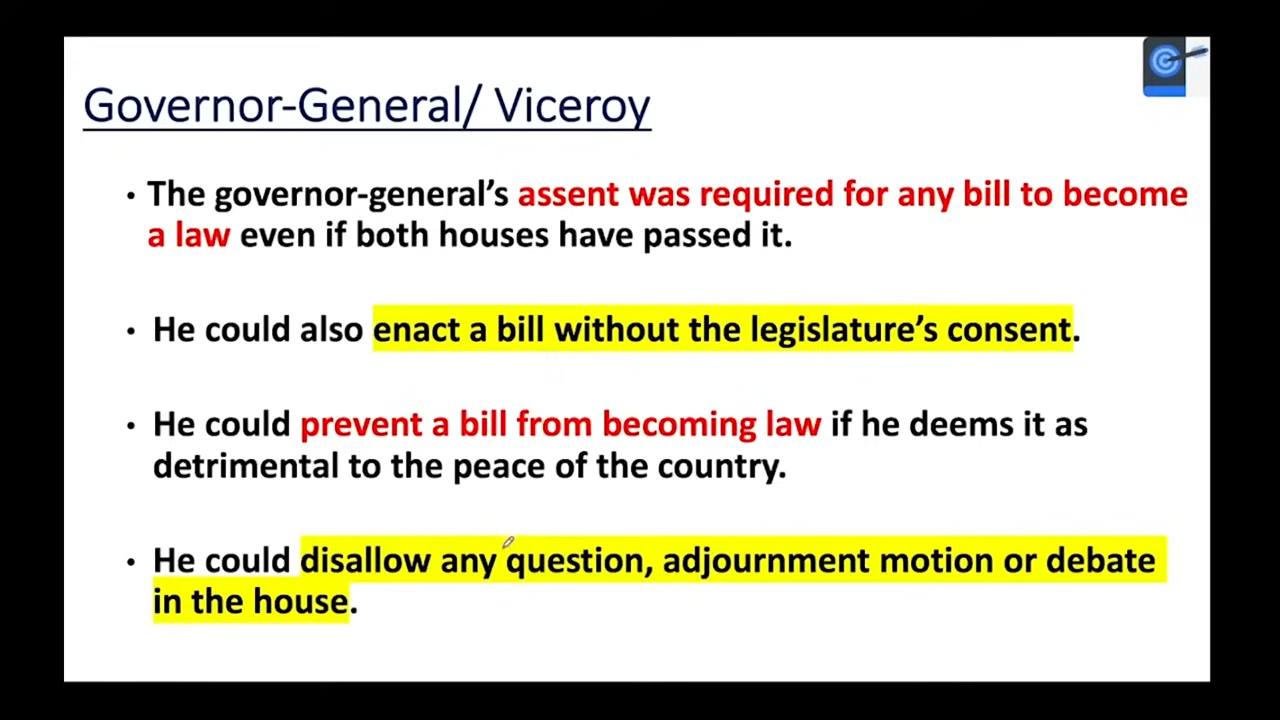 Governor-General/ Viceroy
• The governor-general’s assent was required for any bill to become
a law even if both houses have passed it.
• He could also enact a bill without the legislature’s consent.
• He could prevent a bill from becoming law if he deems it as
detrimental to the peace of the country.
• He could disallow any question, adjournment motion or debate
in the house.